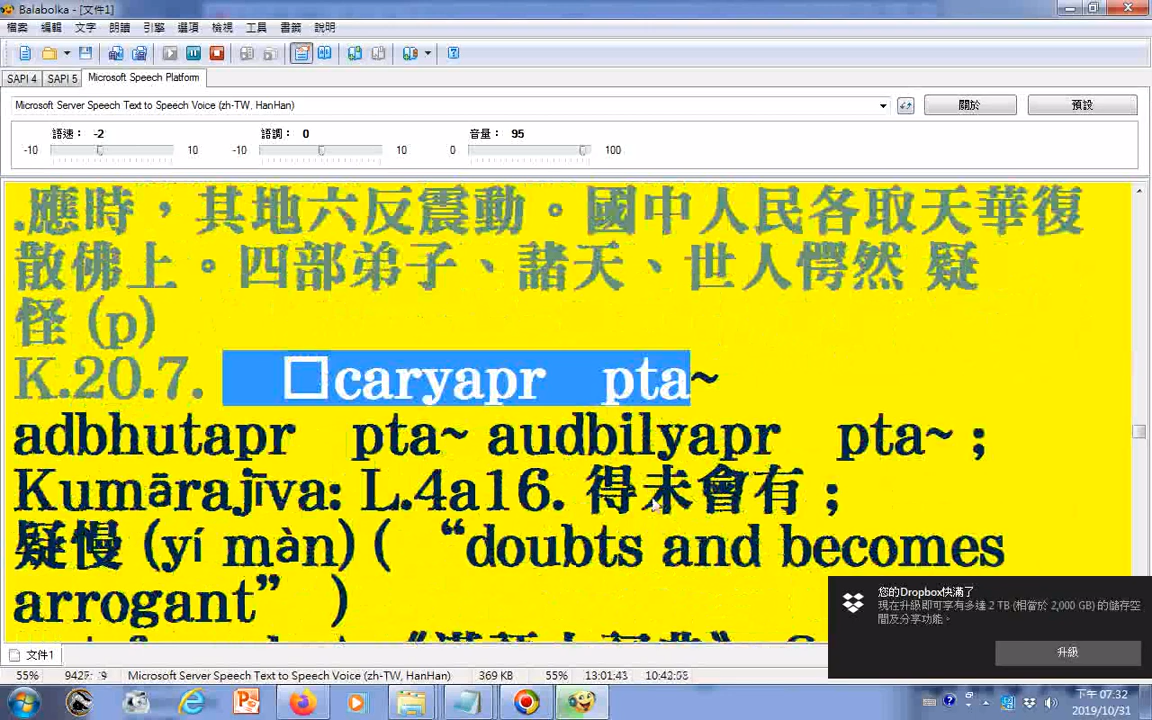 Balabolka - [文件1]
檔案 編輯 文字 朗讀 引擎 選項 檢視 工具 書籤 說明
SAPI 4 SAPI 5 Microsoft Speech Platform
Microsoft Server Speech Text to Speech Voice (zh-TW, HanHan) 關於 預設
語速： -2 語調： 0 音量： 95
-10 10 -10 10 0 100
.應時，其地六反震動。國中人民各取天華復
散佛上。四部弟子、諸天、世人愕然 疑
怪 (p)
K.20.7. □caryapr pta~
adbhutapr pta~ audbilyapr pta~ ;
Kumārajīva: L.4a16. 得未會有；
疑慢 (yí màn) ( “doubts and becomes
arrogant” )
您的Dropbox快滿了
現在升級即可享有多達 2 TB (相當於 2,000 GB) 的儲存空
間及分享功能。
升級
文件1
55% Microsoft Server Speech Text to Speech Voice (zh-TW, HanHan) 369 KB 55% 13:01:43 10:42:53
下午 07:32
2019/10/31